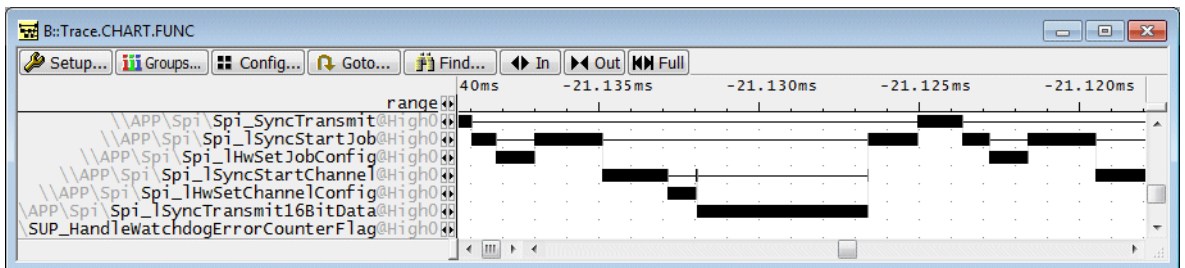 B::Trace.CHART.FUNC
Setup... Groups... Config... Goto... Find... In Out Full
40ms -21.135ms -21.130ms -21.125ms -21.120ms
range
\\APP\Spi\Spi_SyncTransmit@High0
\\APP\Spi\Spi_lSyncStartJob@High0
\\APP\Spi\Spi_lHwSetJobConfig@High0
\\APP\Spi\Spi_lSyncStartChannel@High0
\\APP\Spi\Spi_lHwSetChannelConfig@High0
\APP\Spi\Spi_lSyncTransmit16BitData@High0
\SUP_HandleWatchdogErrorCounterFlag@High0